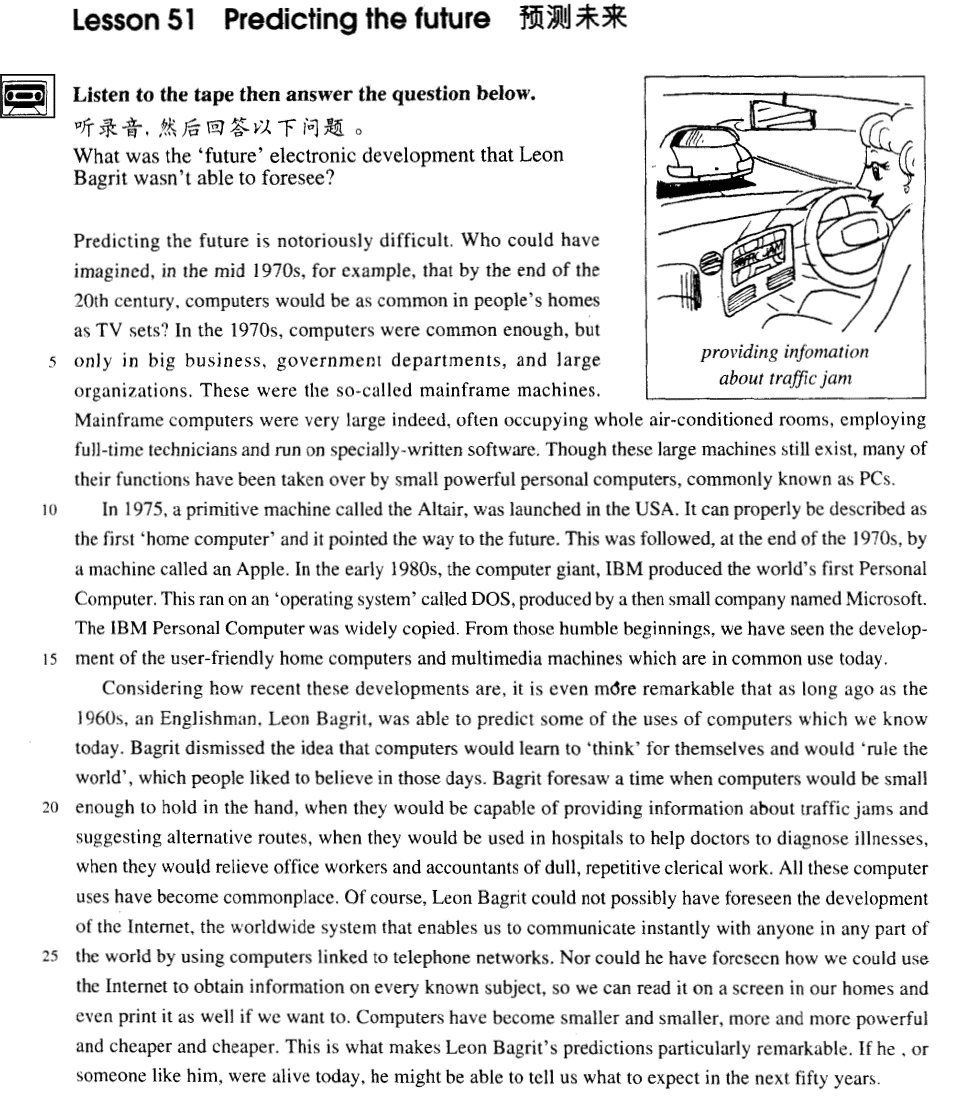 Lesson 51 Predicting the future 预测未来
Listen to the tape then answer the question below.
听录音，然后回答以下问题。
What was the ‘future’ electronic development that Leon
Bagrit wasn’t able to foresee?
TRAFFIC JAM
providing infomation
about traffic jam
Predicting the future is notoriously difficult. Who could have
imagined, in the mid 1970s, for example, that by the end of the
20th century, computers would be as common in people’s homes
as TV sets? In the 1970s, computers were common enough, but
5 only in big business, government departments, and large
organizations. These were the so-called mainframe machines.
Mainframe computers were very large indeed, often occupying whole air-conditioned rooms, employing
full-time technicians and run on specially-written software. Though these large machines still exist, many of
their functions have been taken over by small powerful personal computers, commonly known as PCs.
10 In 1975, a primitive machine called the Altair, was launched in the USA. It can properly be described as
the first ‘home computer’ and it pointed the way to the future. This was followed, at the end of the 1970s, by
a machine called an Apple. In the early 1980s, the computer giant, IBM produced the world’s first Personal
Computer. This ran on an ‘operating system’ called DOS, produced by a then small company named Microsoft.
The IBM Personal Computer was widely copied. From those humble beginnings, we have seen the develop-
15 ment of the user-friendly home computers and multimedia machines which are in common use today.
Considering how recent these developments are, it is even more remarkable that as long ago as the
1960s, an Englishman, Leon Bagrit, was able to predict some of the uses of computers which we know
today. Bagrit dismissed the idea that computers would learn to ‘think’ for themselves and would ‘rule the
world’, which people liked to believe in those days. Bagrit foresaw a time when computers would be small
20 enough to hold in the hand, when they would be capable of providing information about traffic jams and
suggesting alternative routes, when they would be used in hospitals to help doctors to diagnose illnesses,
when they would relieve office workers and accountants of dull, repetitive clerical work. All these computer
uses have become commonplace. Of course, Leon Bagrit could not possibly have foreseen the development
of the Internet, the worldwide system that enables us to communicate instantly with anyone in any part of
25 the world by using computers linked to telephone networks. Nor could he have foreseen how we could use
the Internet to obtain information on every known subject, so we can read it on a screen in our homes and
even print it as well if we want to. Computers have become smaller and smaller, more and more powerful
and cheaper and cheaper. This is what makes Leon Bagrit’s predictions particularly remarkable. If he , or
someone like him, were alive today, he might be able to tell us what to expect in the next fifty years.